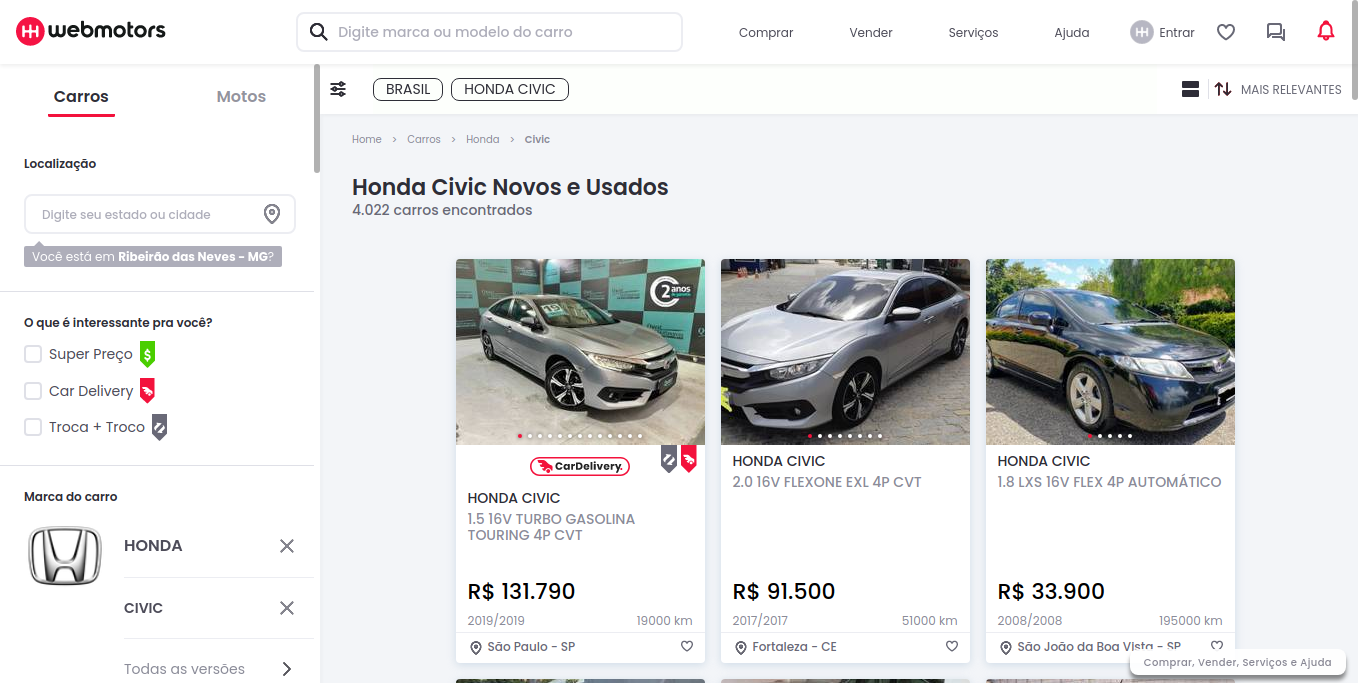 webmotors
Digite marca ou modelo do carro
Comprar
Vender
Serviços
Ajuda
Entrar
Carros
Motos
BRASIL
HONDA CIVIC
MAIS RELEVANTES
Home > Carros > Honda > Civic
Localização
Digite seu estado ou cidade
Você está em Ribeirão das Neves - MG?
Honda Civic Novos e Usados
4.022 carros encontrados
O que é interessante pra você?
Super Preço
$
Car Delivery
Troca + Troco
Marca do carro
HONDA
CIVIC
Todas as versões
2 anos
CarDelivery.
HONDA CIVIC
1.5 16V TURBO GASOLINA
TOURING 4P CVT
R$ 131.790
2019/2019
19000 km
São Paulo - SP
HONDA CIVIC
2.0 16V FLEXONE EXL 4P CVT
R$ 91.500
2017/2017
51000 km
Fortaleza - CE
HONDA CIVIC
1.8 LXS 16V FLEX 4P AUTOMÁTICO
R$ 33.900
2008/2008
195000 km
São João da Boa Vista - SP
Comprar, Vender, Serviços e Ajuda